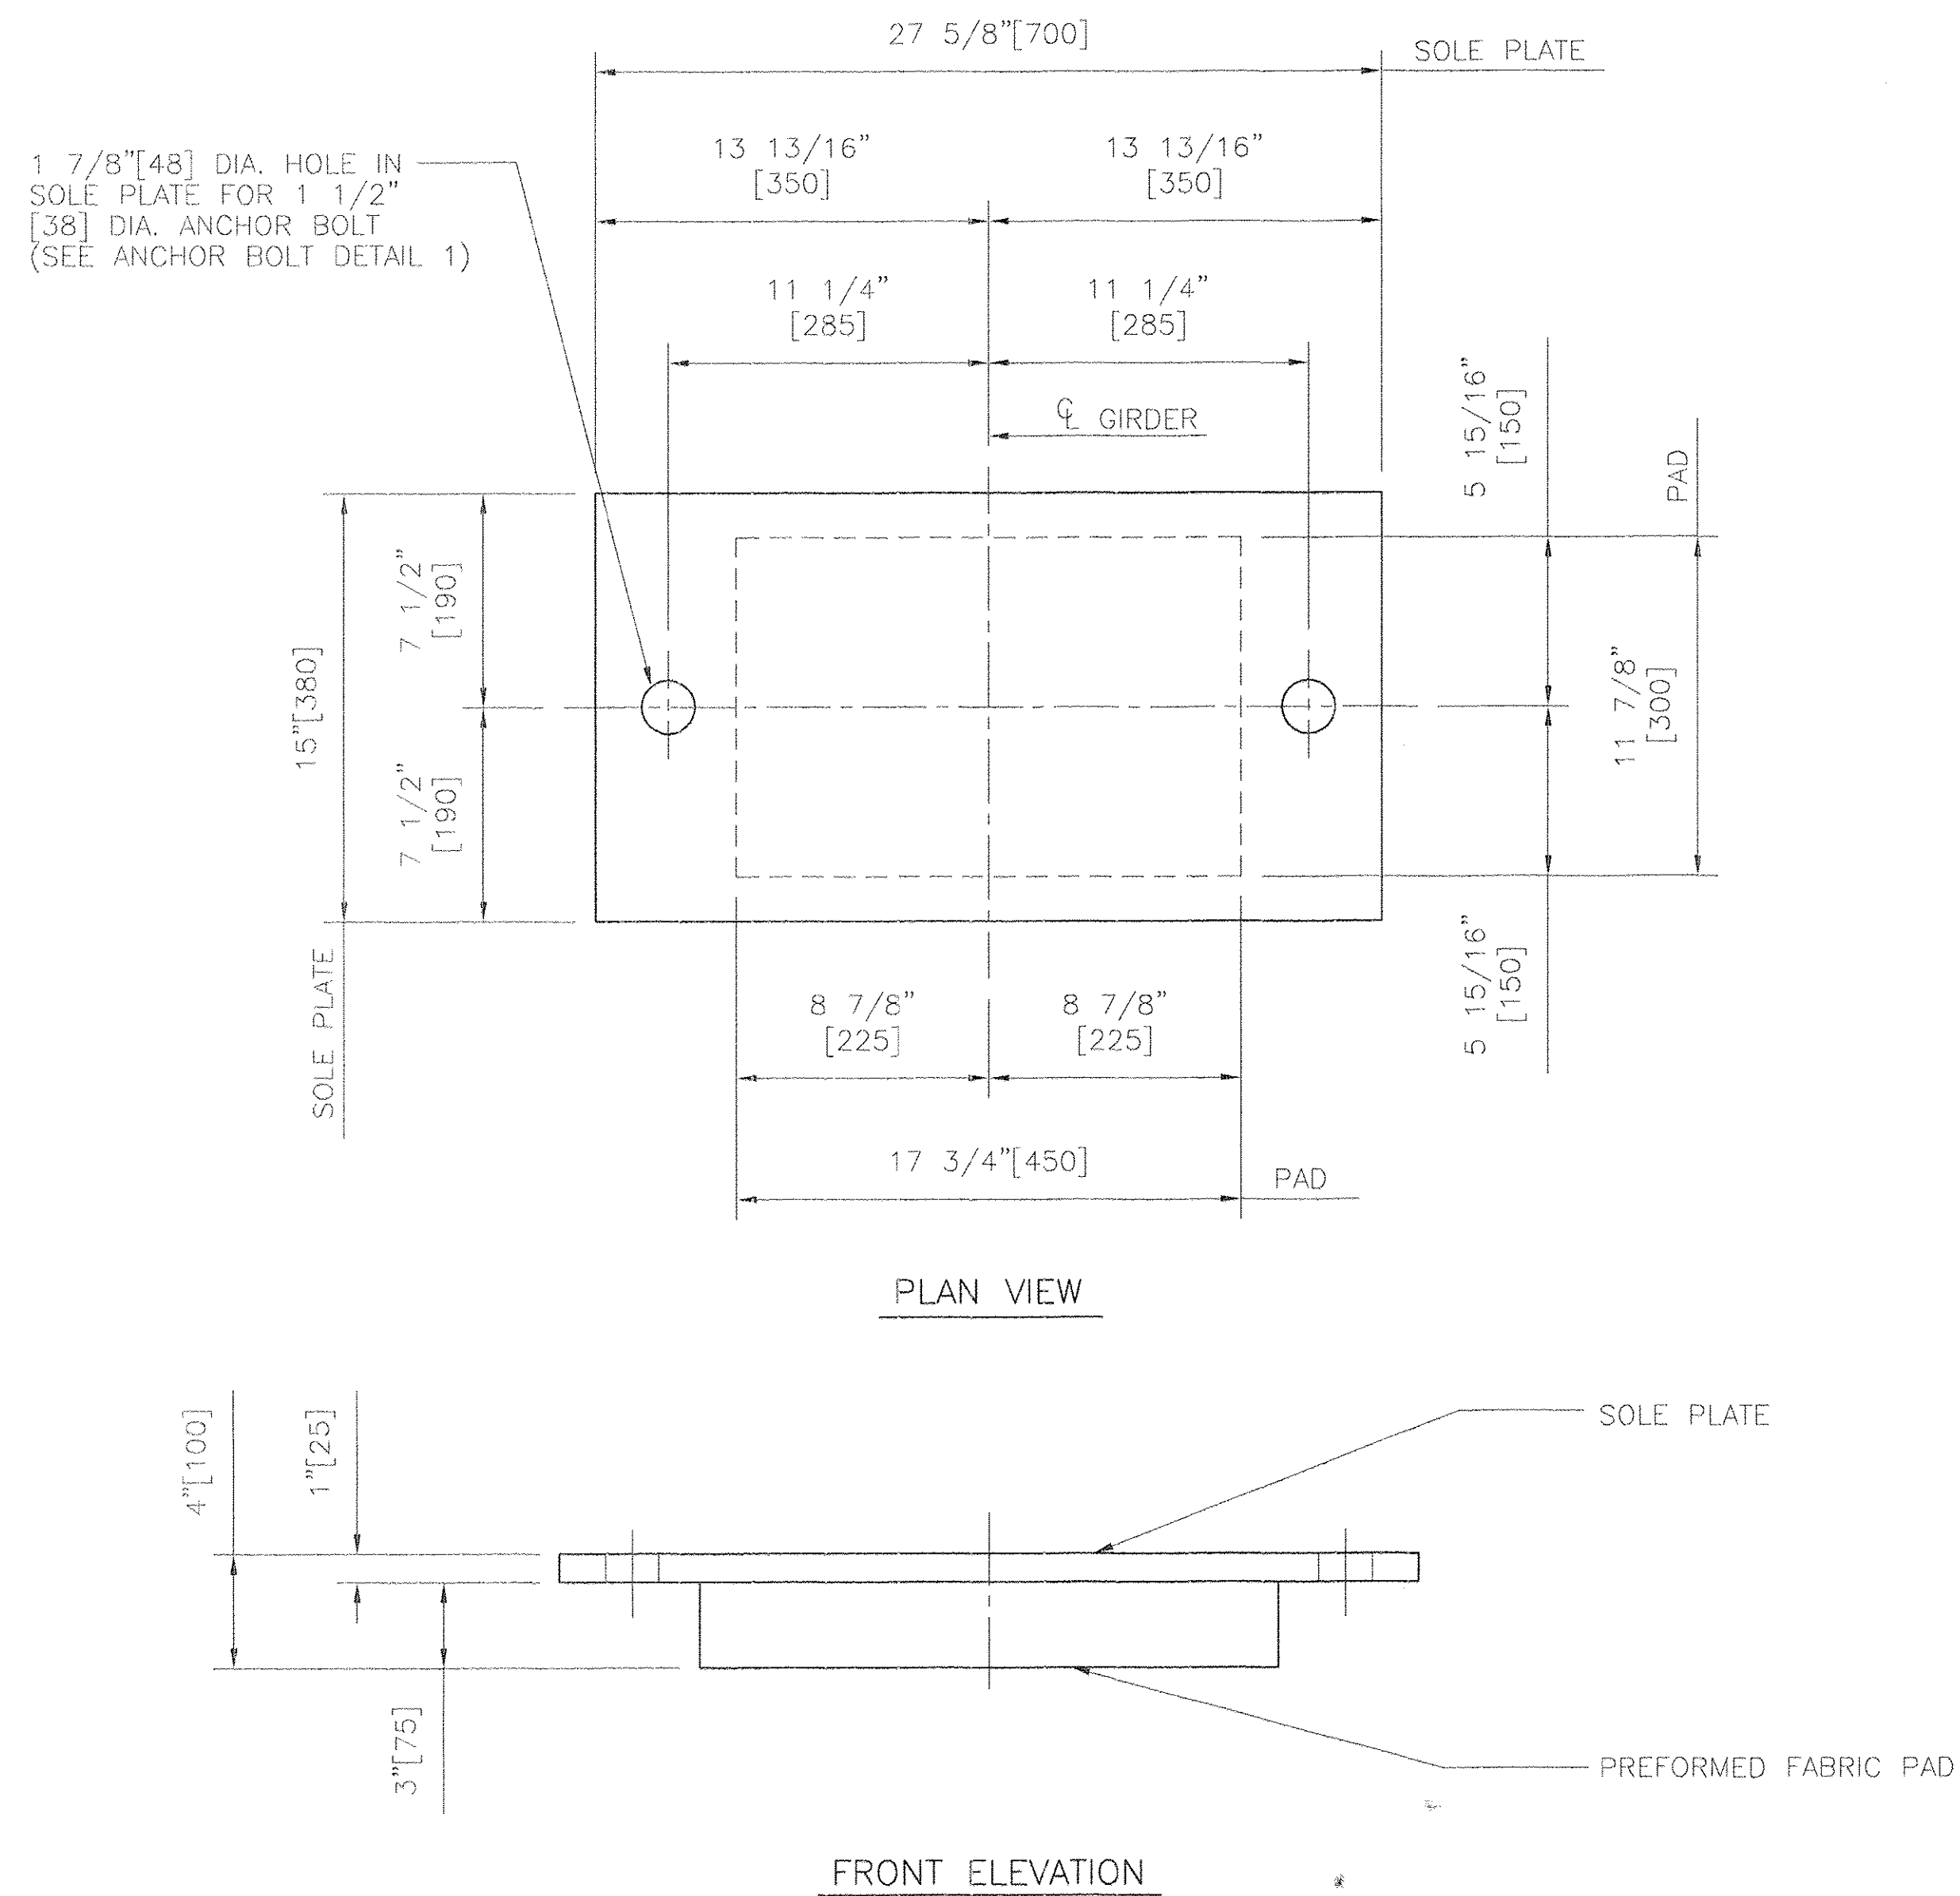 27 5/8"[700]
SOLE PLATE
1 7/8"[48] DIA. HOLE IN
SOLE PLATE FOR 1 1/2"
[38] DIA. ANCHOR BOLT
(SEE ANCHOR BOLT DETAIL 1)
13 13/16"
[350]
13 13/16"
[350]
11 1/4"
[285]
11 1/4"
[285]
℄ GIRDER
5 15/16"
[150]
PAD
7 1/2"
[190]
15"[380]
11 7/8"
[300]
7 1/2"
[190]
SOLE PLATE
5 15/16"
[150]
8 7/8"
[225]
8 7/8"
[225]
17 3/4"[450]
PAD
PLAN VIEW
4"[100]
1"[25]
SOLE PLATE
3"[75]
PREFORMED FABRIC PAD
FRONT ELEVATION